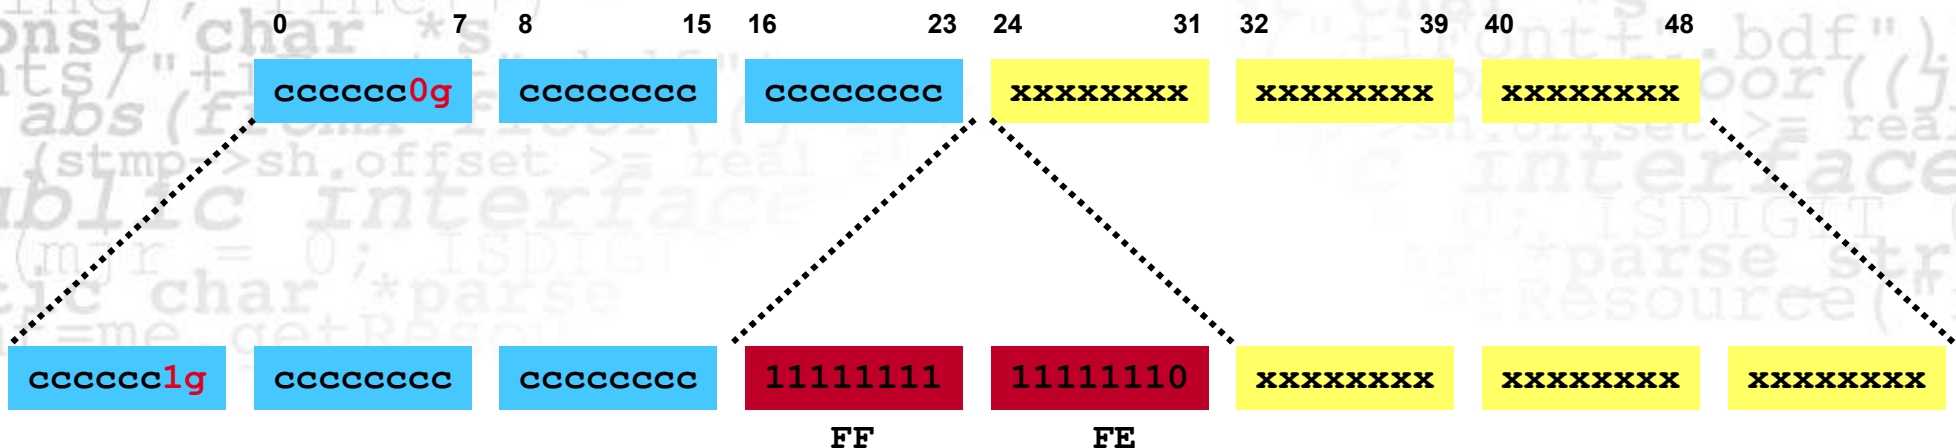 0 7 8 15 16 23 24 31 32 39 40 48
cccccc0g cccccccc cccccccc xxxxxxxx xxxxxxxx xxxxxxxx
cccccc1g cccccccc cccccccc 11111111 11111110 xxxxxxxx xxxxxxxx xxxxxxxx
FF FE